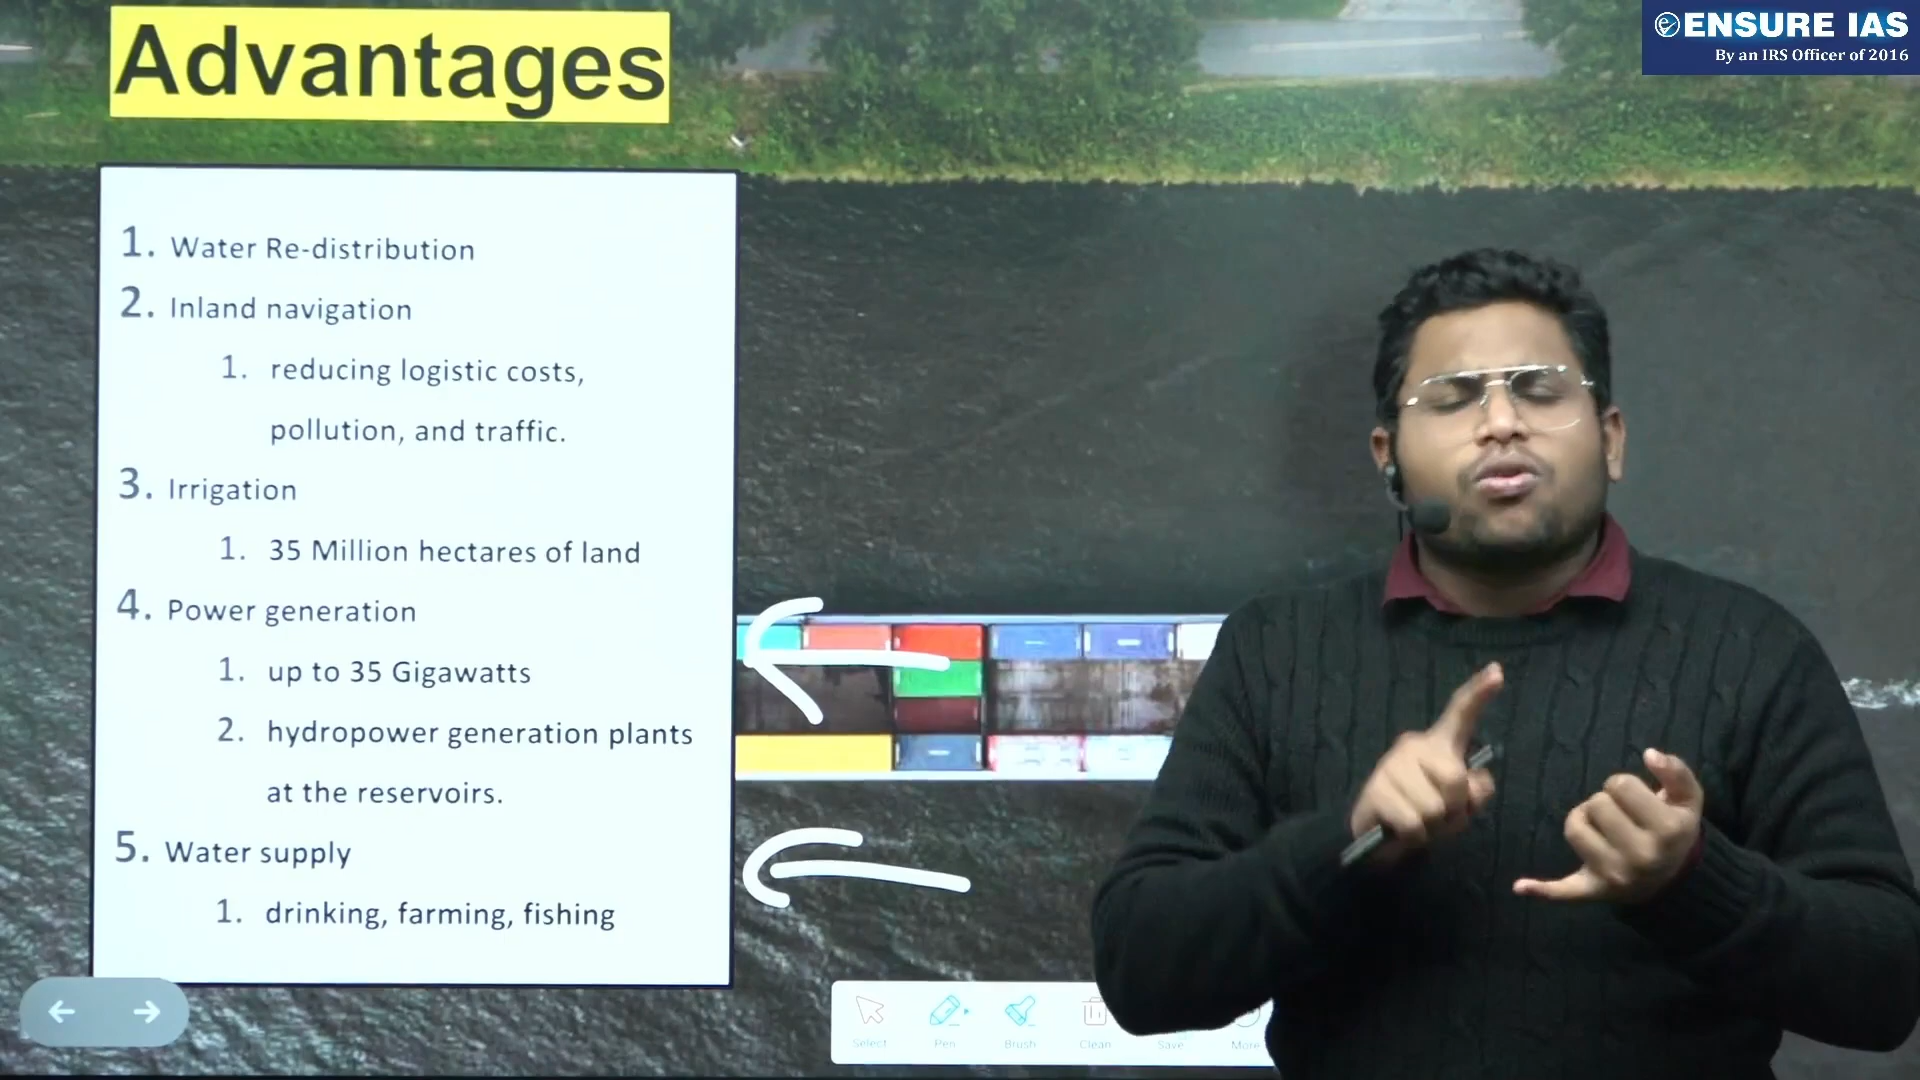 Advantages
ENSURE IAS
By an IRS Officer of 2016
1. Water Re-distribution
2. Inland navigation
1. reducing logistic costs,
pollution, and traffic.
3. Irrigation
1. 35 Million hectares of land
4. Power generation
1. up to 35 Gigawatts
2. hydropower generation plants
at the reservoirs.
5. Water supply
1. drinking, farming, fishing
Select
Pen
Brush
Clean
Save
More